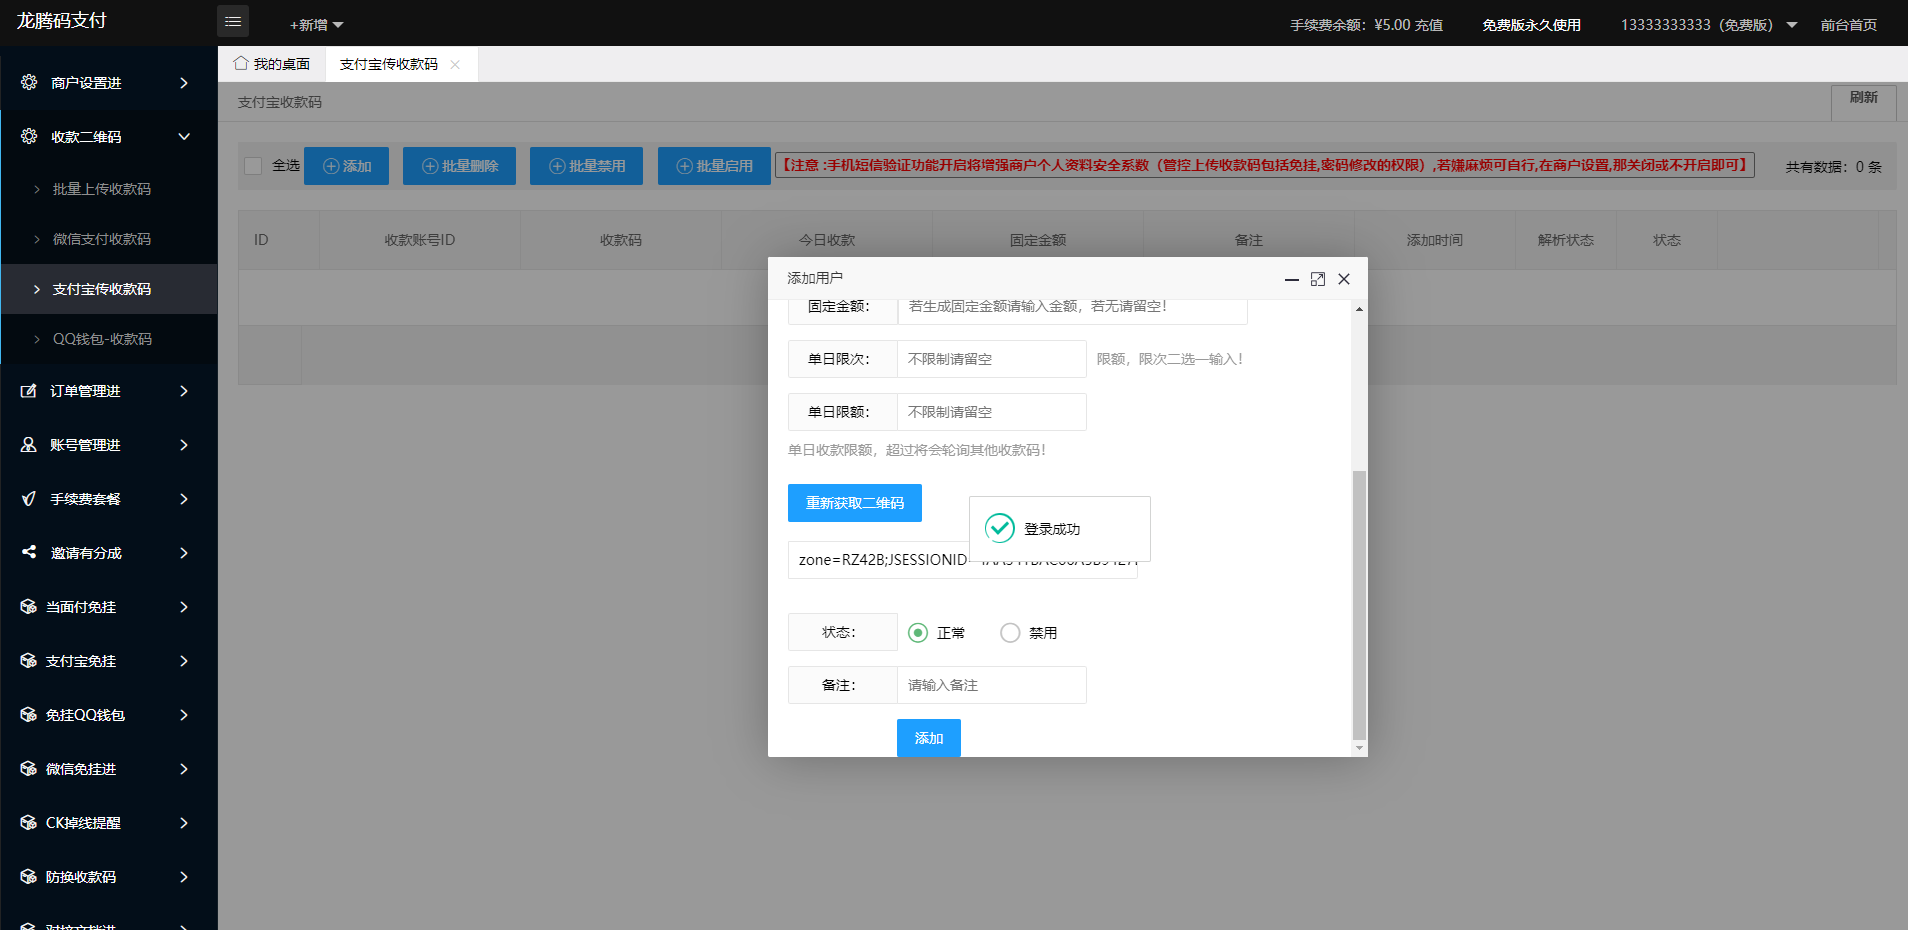 龙腾码支付
+新增
手续费余额：¥5.00 充值
免费版永久使用
13333333333（免费版）
前台首页
我的桌面
支付宝传收款码
商户设置进
收款二维码
批量上传收款码
微信支付收款码
支付宝传收款码
QQ钱包-收款码
订单管理进
账号管理进
手续费套餐
邀请有分成
当面付免挂
支付宝免挂
免挂QQ钱包
微信免挂进
CK掉线提醒
防换收款码
支付宝收款码
刷新
全选
添加
批量删除
批量禁用
批量启用
【注意 :手机短信验证功能开启将增强商户个人资料安全系数（管控上传收款码包括免挂,密码修改的权限）,若嫌麻烦可自行,在商户设置,那关闭或不开启即可】
共有数据：0 条
ID
收款账号ID
收款码
今日收款
固定金额
备注
添加时间
解析状态
状态
添加用户
固定金额：
若生成固定金额请输入金额，若无请留空！
单日限次：
不限制请留空
限额，限次二选一输入！
单日限额：
不限制请留空
单日收款限额，超过将会轮询其他收款码！
重新获取二维码
登录成功
zone=RZ42B;JSESSIONID
状态：
正常
禁用
备注：
请输入备注
添加